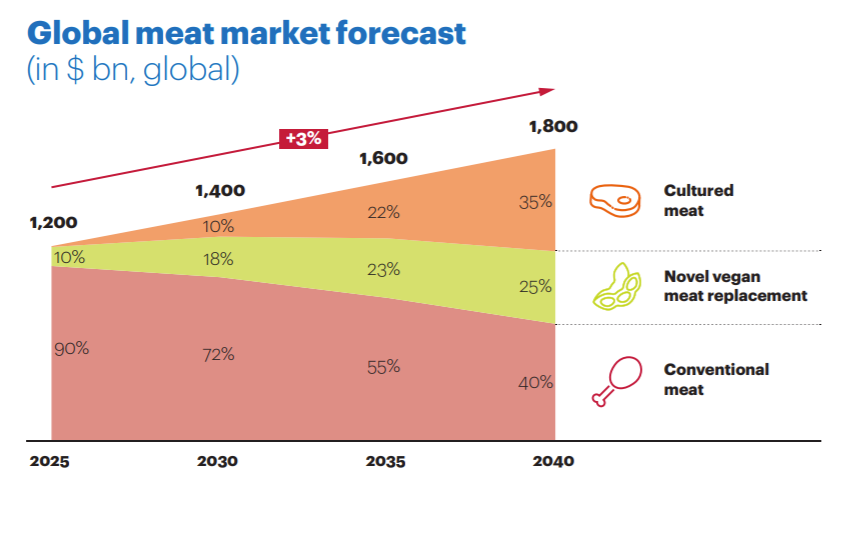 Global meat market forecast
(in $ bn, global)
+3%
1,800
1,600
1,400
1,200
35%
22%
10%
10%
18%
23%
25%
90%
72%
55%
40%
Cultured
meat
Novel vegan
meat replacement
Conventional
meat
2025 2030 2035 2040